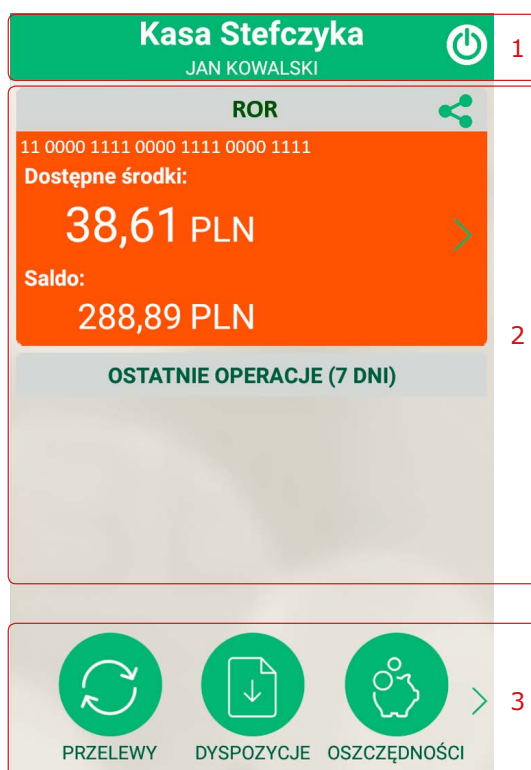 Kasa Stefczyka
JAN KOWALSKI
1
ROR
11 0000 1111 0000 1111 0000 1111
Dostępne środki:
38,61 PLN
Saldo:
288,89 PLN
2
OSTATNIE OPERACJE (7 DNI)
3
PRZELEWY DYSPOZYCJE OSZCZĘDNOŚCI